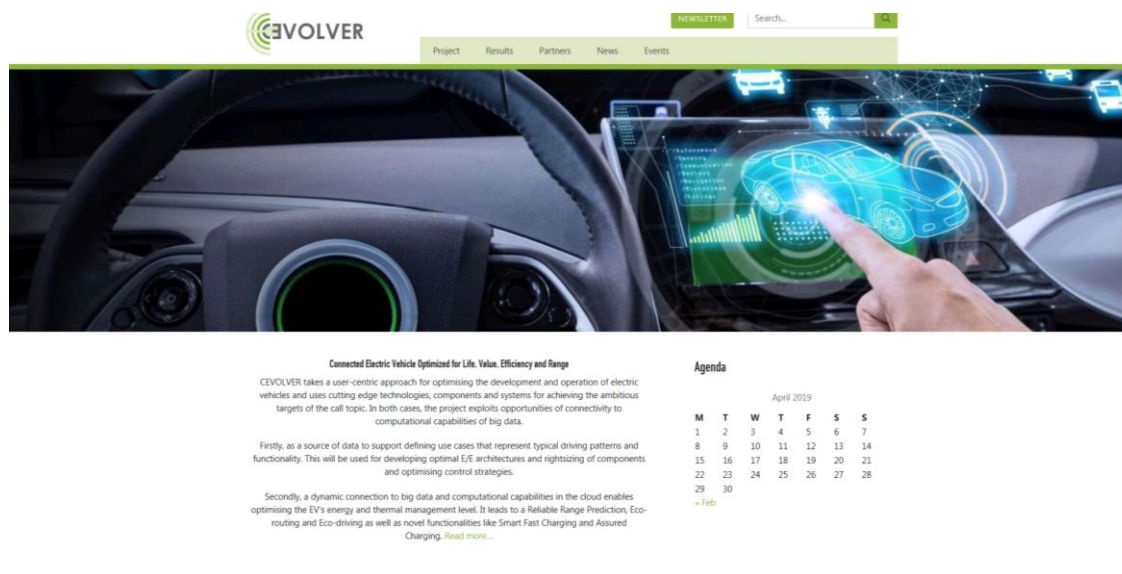 CEVOLVER
NEWSLETTER
Search..
Project Results Partners News Events
Connected Electric Vehicle Optimized for Life, Value, Efficiency and Range
CEVOLVER takes a user-centric approach for optimising the development and operation of electric
vehicles and uses cutting edge technologies, components and systems for achieving the ambitious
targets of the call topic. In both cases, the project exploits opportunities of connectivity to
computational capabilities of big data.
Firstly, as a source of data to support defining use cases that represent typical driving patterns and
functionality. This will be used for developing optimal E/E architectures and rightsizing of components
and optimising control strategies.
Secondly, a dynamic connection to big data and computational capabilities in the cloud enables
optimising the EV's energy and thermal management level. It leads to a Reliable Range Prediction, Eco-
routing and Eco-driving as well as novel functionalities like Smart Fast Charging and Assured
Charging. Read more...
Agenda
April 2019
M T W T F S S
1 2 3 4 5 6 7
8 9 10 11 12 13 14
15 16 17 18 19 20 21
22 23 24 25 26 27 28
29 30
« Feb